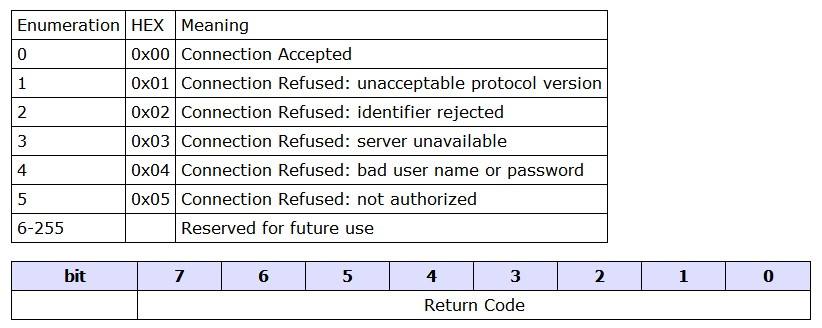 Enumeration HEX Meaning
0 0x00 Connection Accepted
1 0x01 Connection Refused: unacceptable protocol version
2 0x02 Connection Refused: identifier rejected
3 0x03 Connection Refused: server unavailable
4 0x04 Connection Refused: bad user name or password
5 0x05 Connection Refused: not authorized
6-255 Reserved for future use
bit 7 6 5 4 3 2 1 0
Return Code